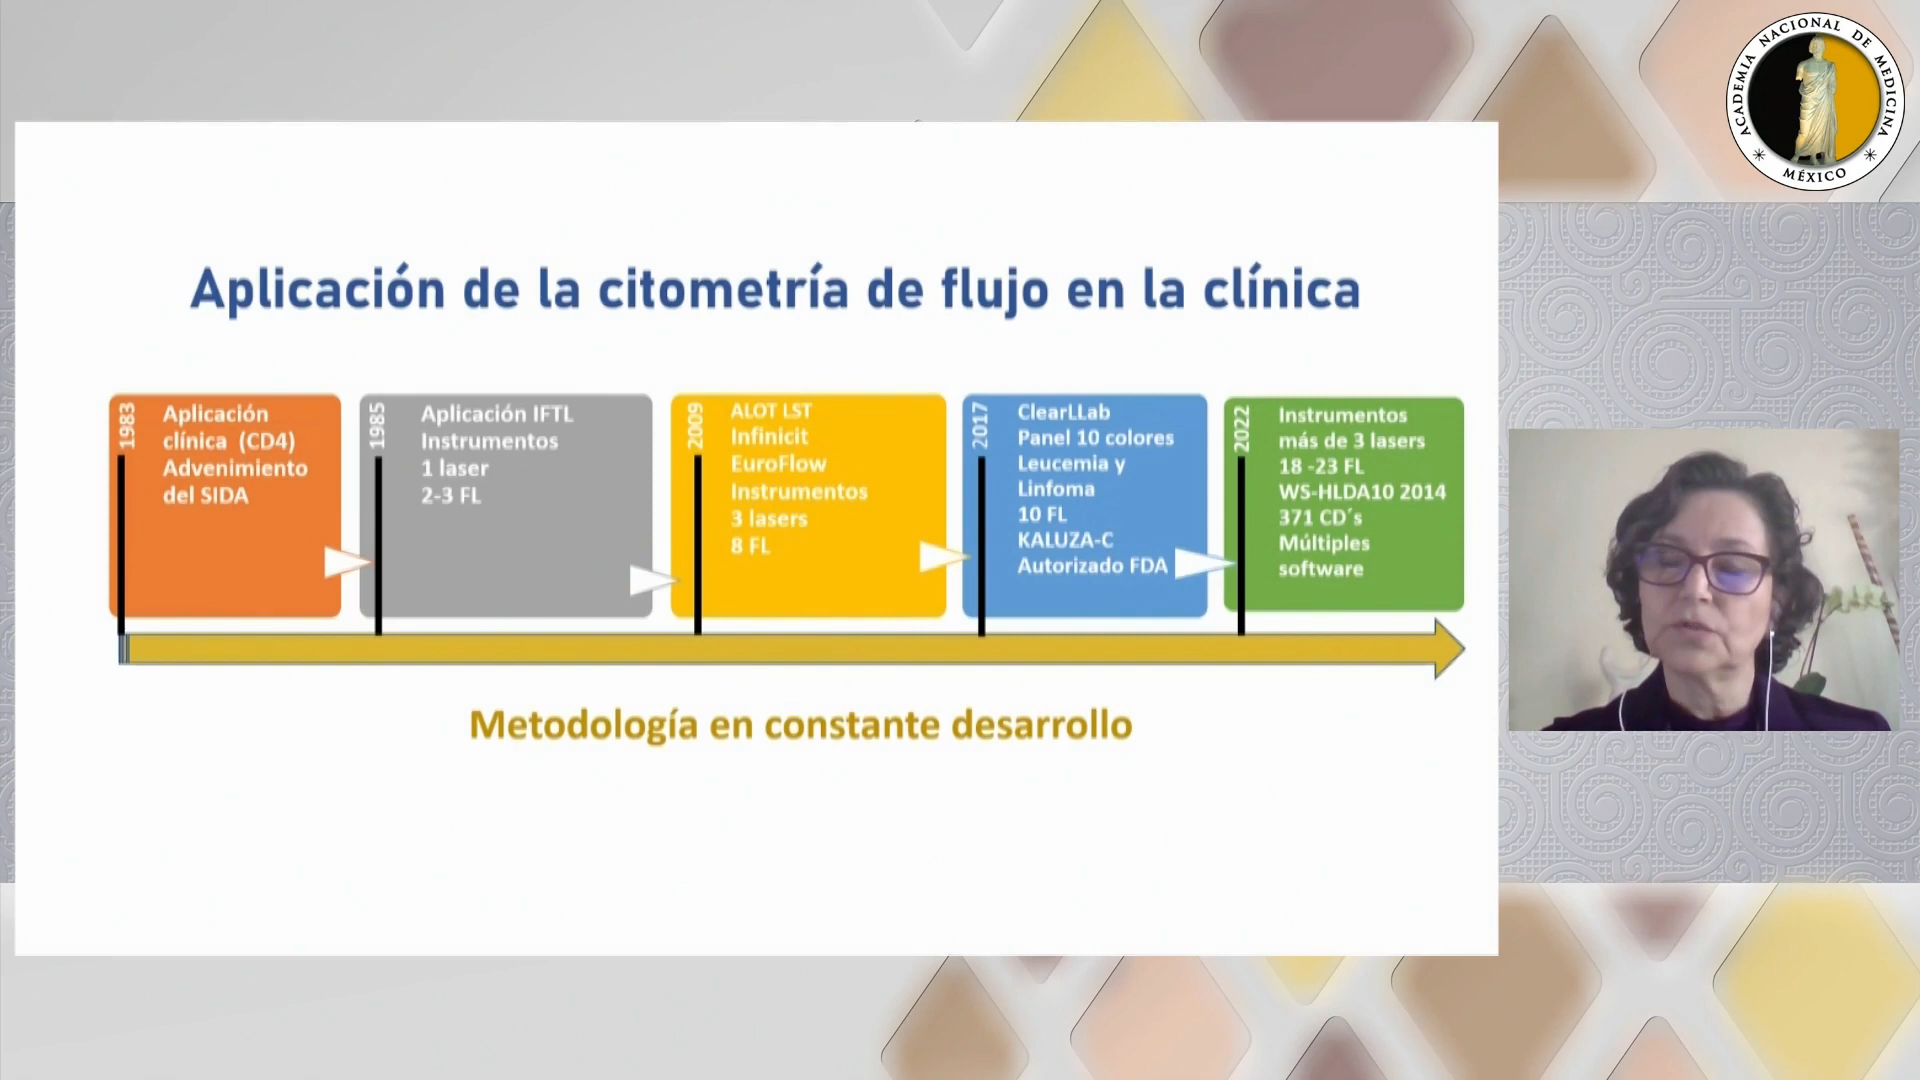 ACADEMIA NACIONAL DE MEDICINA
MÉXICO
Aplicación de la citometría de flujo en la clínica
1983
Aplicación
clínica (CD4)
Advenimiento
del SIDA
1985
Aplicación IFTL
Instrumentos
1 laser
2-3 FL
2009
ALOT LST
Infinicit
EuroFlow
Instrumentos
3 lasers
8 FL
2017
ClearLLab
Panel 10 colores
Leucemia y
Linfoma
10 FL
KALUZA-C
Autorizado FDA
2022
Instrumentos
más de 3 lasers
18 -23 FL
WS-HLDA10 2014
371 CD´s
Múltiples
software
Metodología en constante desarrollo